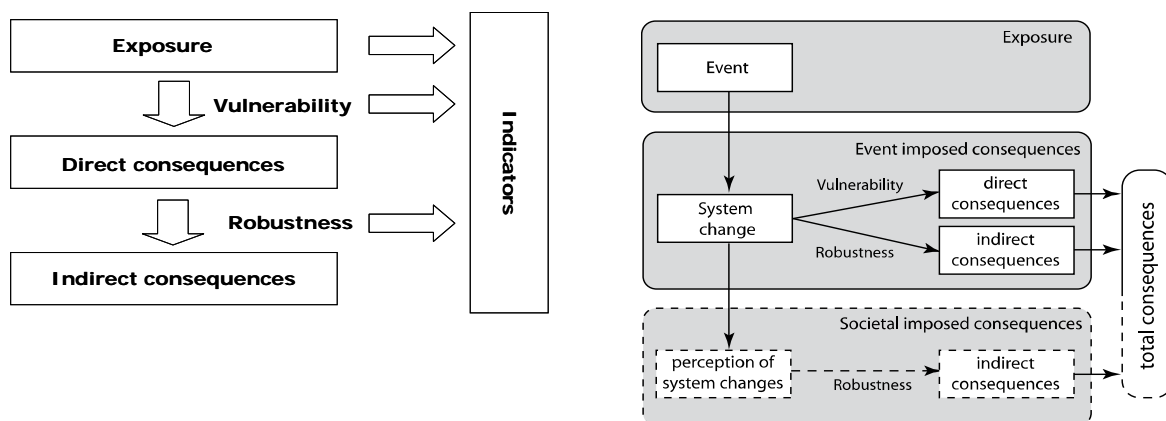 Exposure
Vulnerability
Direct consequences
Robustness
Indirect consequences
Indicators
Exposure
Event
Event imposed consequences
Vulnerability
direct
consequences
System
change
Robustness
indirect
consequences
Societal imposed consequences
perception of
system changes
Robustness
indirect
consequences
total consequences